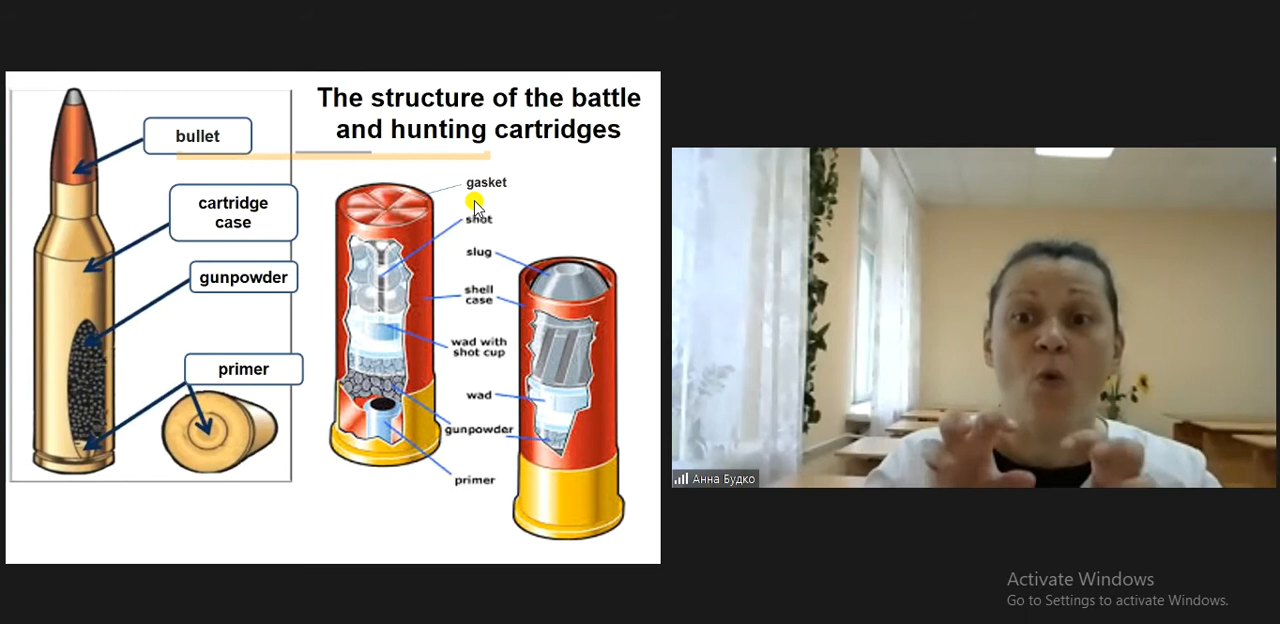 The structure of the battle
and hunting cartridges
bullet
cartridge
case
gunpowder
primer
gasket
shot
slug
shell
case
wad with
shot cup
wad
gunpowder
primer
Анна Будко
Activate Windows
Go to Settings to activate Windows.